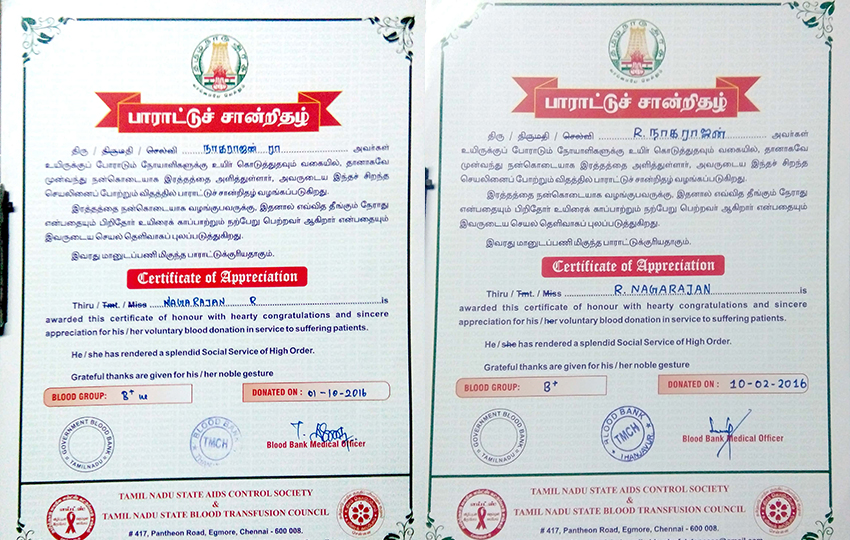 பாராட்டுச் சான்றிதழ்
திரு / திருமதி / செல்வி நாகராஜன் ரா அவர்கள்
உயிருக்குப் போராடும் நோயாளிகளுக்கு உயிர் கொடுத்துதவும் வகையில், தானாகவே
முன்வந்து நன்கொடையாக இரத்தத்தை அளித்துள்ளார், அவருடைய இந்தச் சிறந்த
செயலினைப் போற்றும் விதத்தில் பாராட்டுச் சான்றிதழ் வழங்கப்படுகிறது.
இரத்தத்தை நன்கொடையாக வழங்குபவருக்கு, இதனால் எவ்வித தீங்கும் நேராது
என்பதையும் பிறிதோர் உயிரைக் காப்பாற்றும் நற்பேறு பெற்றவர் ஆகிறார் என்பதையும்
இவருடைய செயல் தெளிவாகப் புலப்படுத்துகிறது.
இவரது மானுடப்பணி மிகுந்த பாராட்டுக்குரியதாகும்.
Certificate of Appreciation
Thiru / Tmt. / Miss NAGARAJAN R is
awarded this certificate of honour with hearty congratulations and sincere
appreciation for his / her voluntary blood donation in service to suffering patients.
He / she has rendered a splendid Social Service of High Order.
Grateful thanks are given for his / her noble gesture
BLOOD GROUP: B+ve DONATED ON : 01-10-2016
GOVERNMENT BLOOD BANK TAMILNADU
BLOOD BANK TMCH
Blood Bank Medical Officer
TAMIL NADU STATE AIDS CONTROL SOCIETY
&
TAMIL NADU STATE BLOOD TRANSFUSION COUNCIL
# 417, Pantheon Road, Egmore, Chennai - 600 008.
பாராட்டுச் சான்றிதழ்
திரு / திருமதி / செல்வி R. நாகராஜன் அவர்கள்
உயிருக்குப் போராடும் நோயாளிகளுக்கு உயிர் கொடுத்துதவும் வகையில், தானாகவே
முன்வந்து நன்கொடையாக இரத்தத்தை அளித்துள்ளார், அவருடைய இந்தச் சிறந்த
செயலினைப் போற்றும் விதத்தில் பாராட்டுச் சான்றிதழ் வழங்கப்படுகிறது.
இரத்தத்தை நன்கொடையாக வழங்குபவருக்கு, இதனால் எவ்வித தீங்கும் நேராது
என்பதையும் பிறிதோர் உயிரைக் காப்பாற்றும் நற்பேறு பெற்றவர் ஆகிறார் என்பதையும்
இவருடைய செயல் தெளிவாகப் புலப்படுத்துகிறது.
இவரது மானுடப்பணி மிகுந்த பாராட்டுக்குரியதாகும்.
Certificate of Appreciation
Thiru / Tmt. / Miss R. NAGARAJAN is
awarded this certificate of honour with hearty congratulations and sincere
appreciation for his / her voluntary blood donation in service to suffering patients.
He / she has rendered a splendid Social Service of High Order.
Grateful thanks are given for his / her noble gesture
BLOOD GROUP: B+ DONATED ON : 10-02-2016
GOVERNMENT BLOOD BANK TAMILNADU
BLOOD BANK TMCH THANJAVUR
Blood Bank Medical Officer
TAMIL NADU STATE AIDS CONTROL SOCIETY
&
TAMIL NADU STATE BLOOD TRANSFUSION COUNCIL
# 417, Pantheon Road, Egmore, Chennai - 600 008.